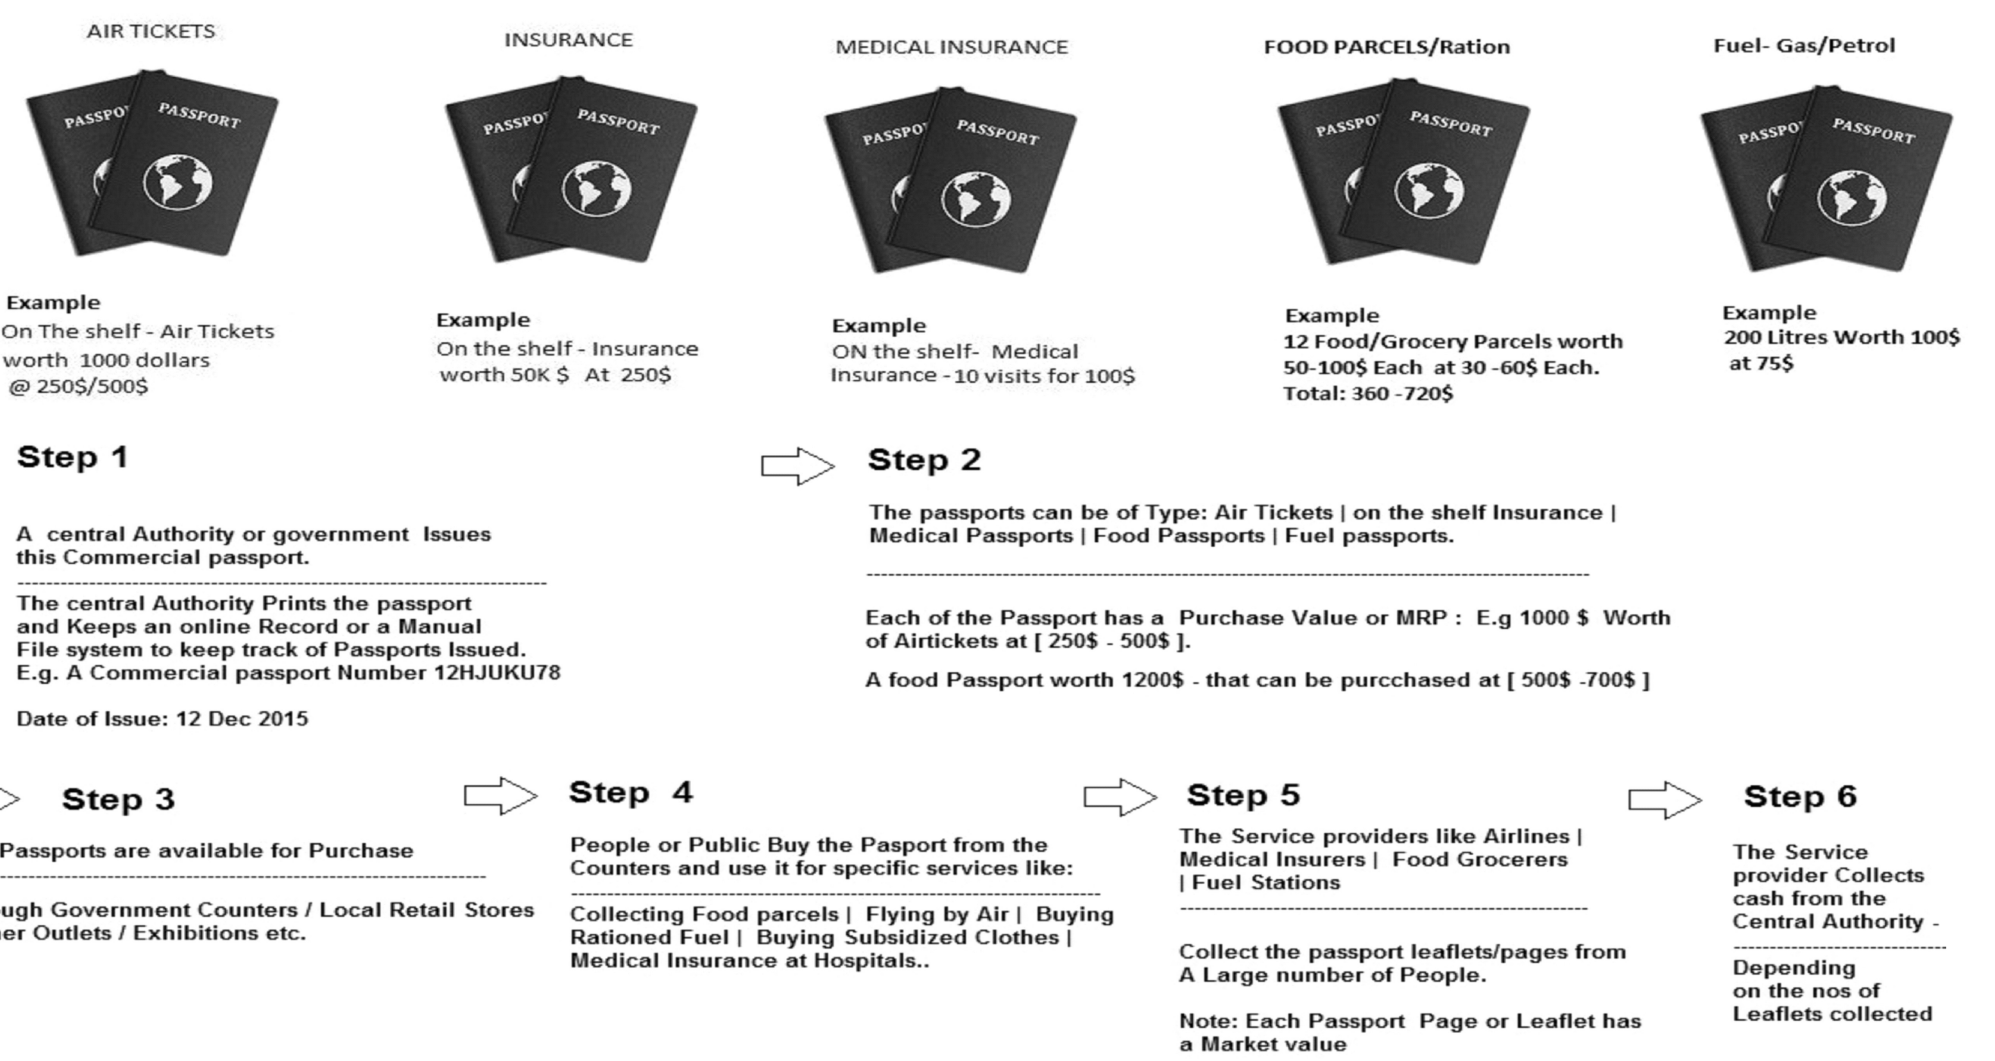 AIR TICKETS
PASSPORT
Example
On The shelf - Air Tickets
worth 1000 dollars
@ 250$/500$
INSURANCE
PASSPORT
Example
On the shelf - Insurance
worth 50K $ At 250$
MEDICAL INSURANCE
PASSPORT
Example
ON the shelf- Medical
Insurance -10 visits for 100$
FOOD PARCELS/Ration
PASSPORT
Example
12 Food/Grocery Parcels worth
50-100$ Each at 30 -60$ Each.
Total: 360 -720$
Fuel- Gas/Petrol
PASSPORT
Example
200 Litres Worth 100$
at 75$
Step 1
A central Authority or government Issues
this Commercial passport.
The central Authority Prints the passport
and Keeps an online Record or a Manual
File system to keep track of Passports Issued.
E.g. A Commercial passport Number 12HJUKU78
Date of Issue: 12 Dec 2015
Step 2
The passports can be of Type: Air Tickets | on the shelf Insurance |
Medical Passports | Food Passports | Fuel passports.
Each of the Passport has a Purchase Value or MRP : E.g 1000 $ Worth
of Airtickets at [ 250$ - 500$ ].
A food Passport worth 1200$ - that can be purcchased at [ 500$ -700$ ]
Step 3
Passports are available for Purchase
Government Counters / Local Retail Stores
Outlets / Exhibitions etc.
Step 4
People or Public Buy the Pasport from the
Counters and use it for specific services like:
Collecting Food parcels | Flying by Air | Buying
Rationed Fuel | Buying Subsidized Clothes |
Medical Insurance at Hospitals..
Step 5
The Service providers like Airlines |
Medical Insurers | Food Grocerers
| Fuel Stations
Collect the passport leaflets/pages from
A Large number of People.
Note: Each Passport Page or Leaflet has
a Market value
Step 6
The Service
provider Collects
cash from the
Central Authority -
Depending
on the nos of
Leaflets collected